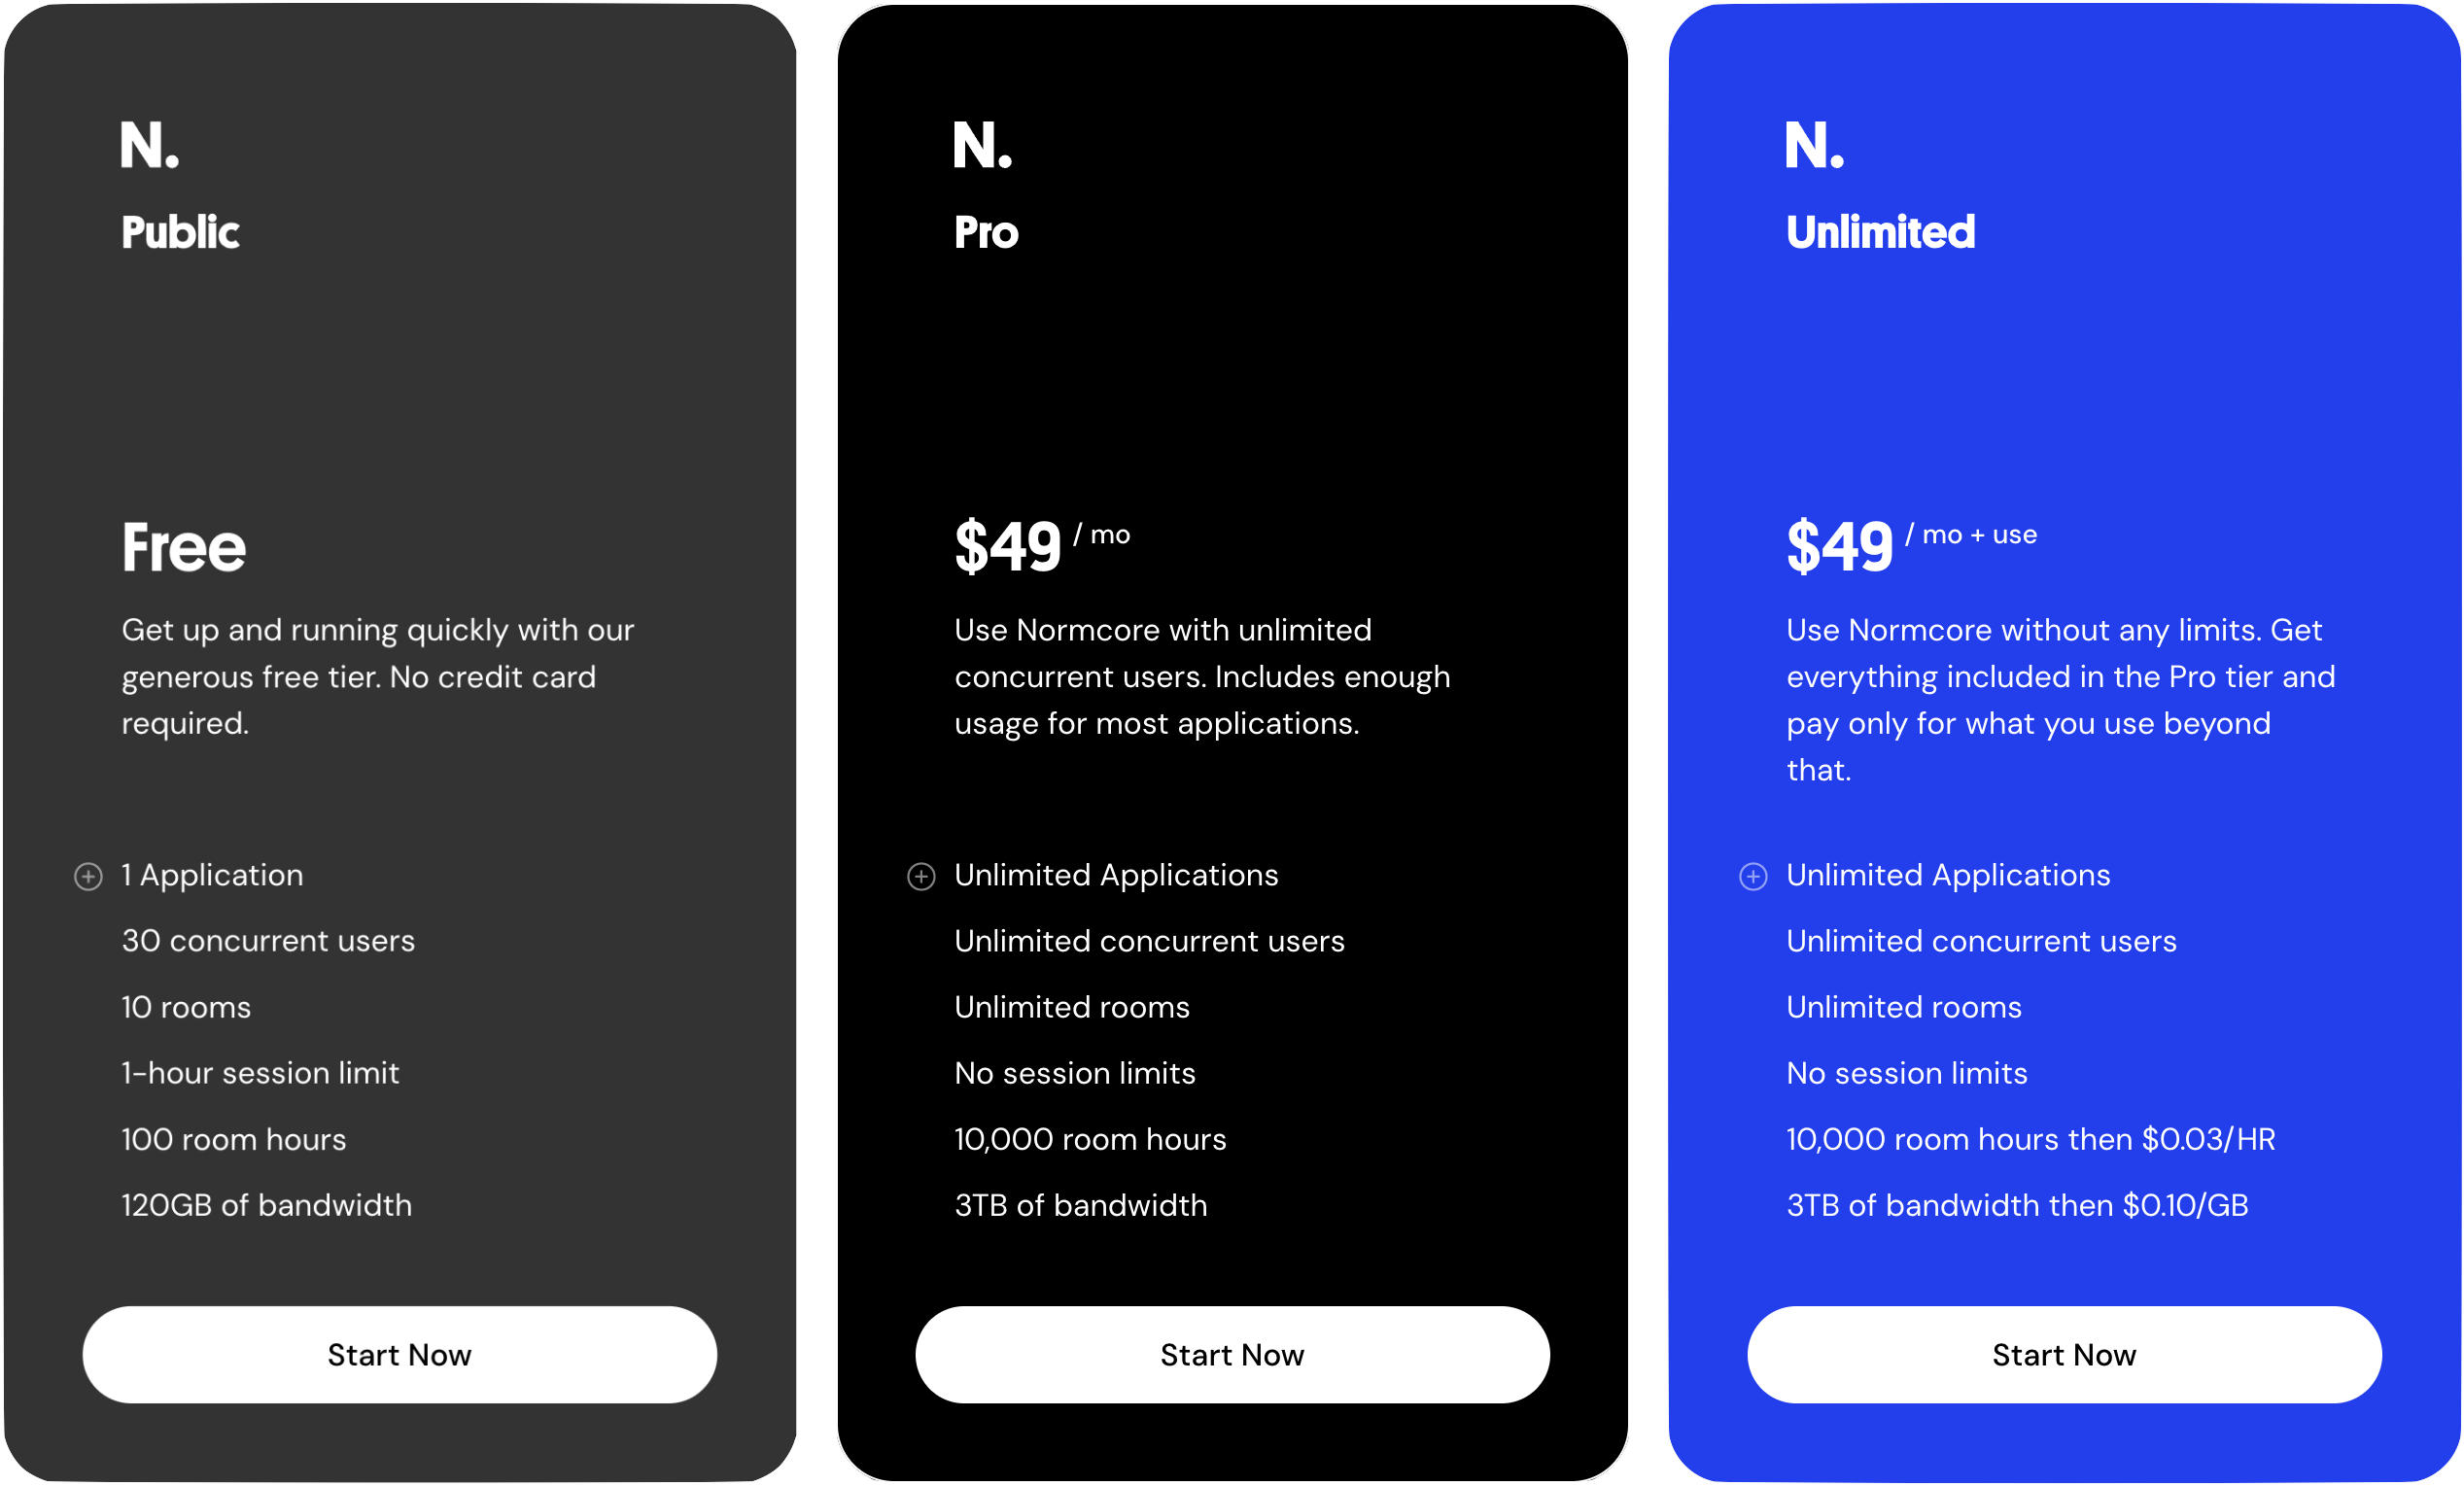 N.
Public
Free
Get up and running quickly with our
generous free tier. No credit card
required.
1 Application
30 concurrent users
10 rooms
1-hour session limit
100 room hours
120GB of bandwidth
Start Now
N.
Pro
$49 / mo
Use Normcore with unlimited
concurrent users. Includes enough
usage for most applications.
Unlimited Applications
Unlimited concurrent users
Unlimited rooms
No session limits
10,000 room hours
3TB of bandwidth
Start Now
N.
Unlimited
$49 / mo + use
Use Normcore without any limits. Get
everything included in the Pro tier and
pay only for what you use beyond
that.
Unlimited Applications
Unlimited concurrent users
Unlimited rooms
No session limits
10,000 room hours then $0.03/HR
3TB of bandwidth then $0.10/GB
Start Now